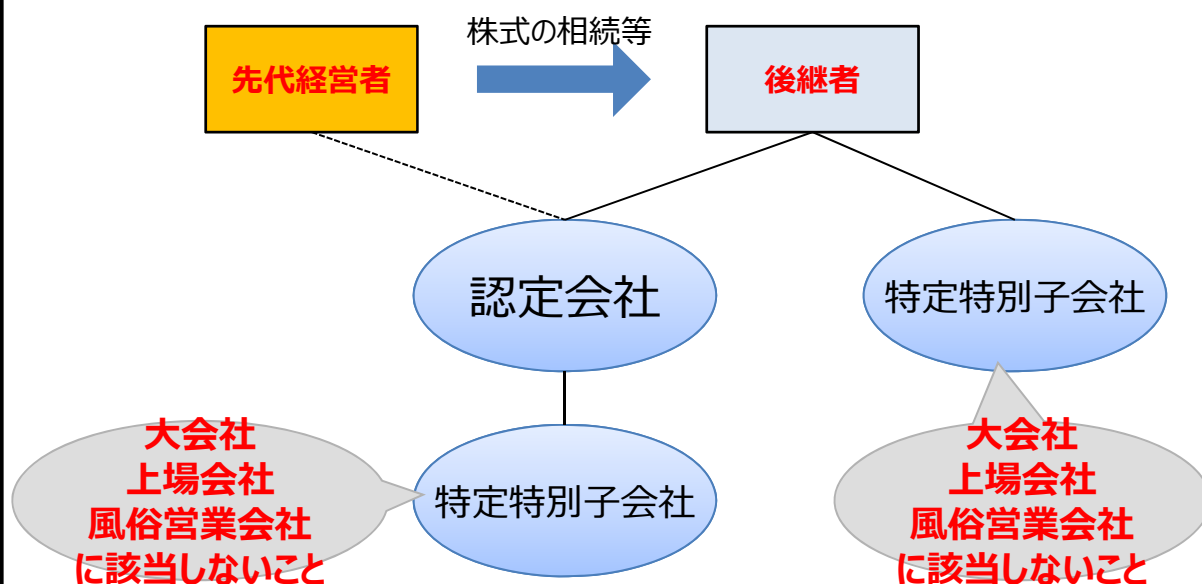 株式の相続等
先代経営者
後継者
認定会社
特定特別子会社
大会社
上場会社
風俗営業会社
に該当しないこと
特定特別子会社
大会社
上場会社
風俗営業会社
に該当しないこと